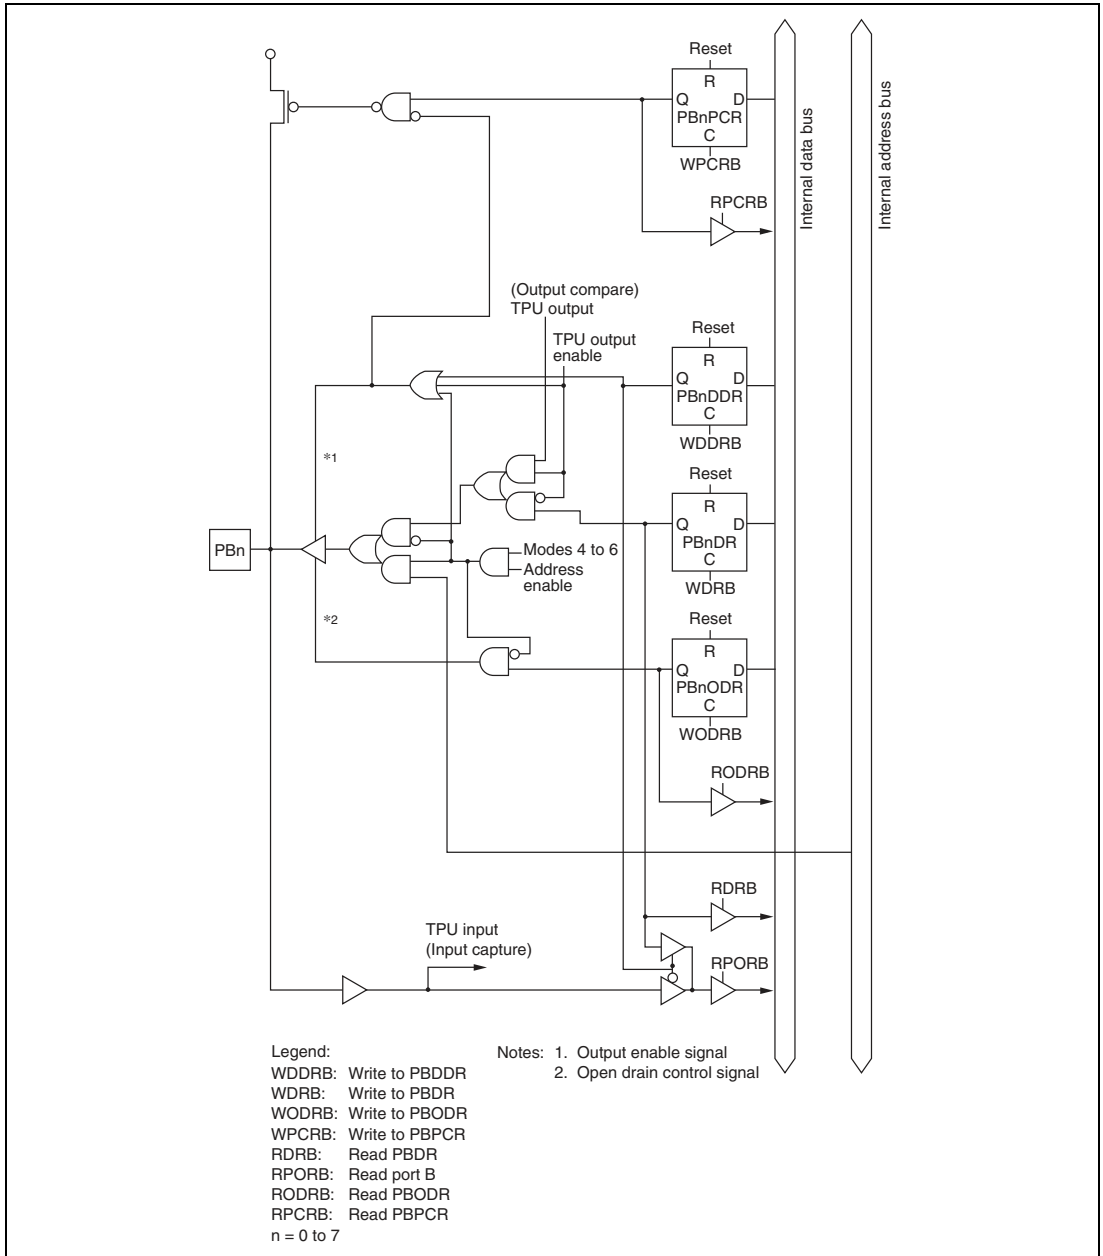 Reset
R
Q D
PBnPCR
C
WPCRB
RPCRB
Internal data bus
Internal address bus
(Output compare)
TPU output
TPU output
enable
Reset
R
Q D
PBnDDR
C
WDDRB
*1
Reset
R
Q D
PBnDR
C
WDRB
PBn
Modes 4 to 6
Address
enable
*2
Reset
R
Q D
PBnODR
C
WODRB
RODRB
RDRB
TPU input
(Input capture)
RPORB
Legend:
WDDRB: Write to PBDDR
WDRB: Write to PBDR
WODRB: Write to PBODR
WPCRB: Write to PBPCR
RDRB: Read PBDR
RPORB: Read port B
RODRB: Read PBODR
RPCRB: Read PBPCR
n = 0 to 7
Notes: 1. Output enable signal
2. Open drain control signal